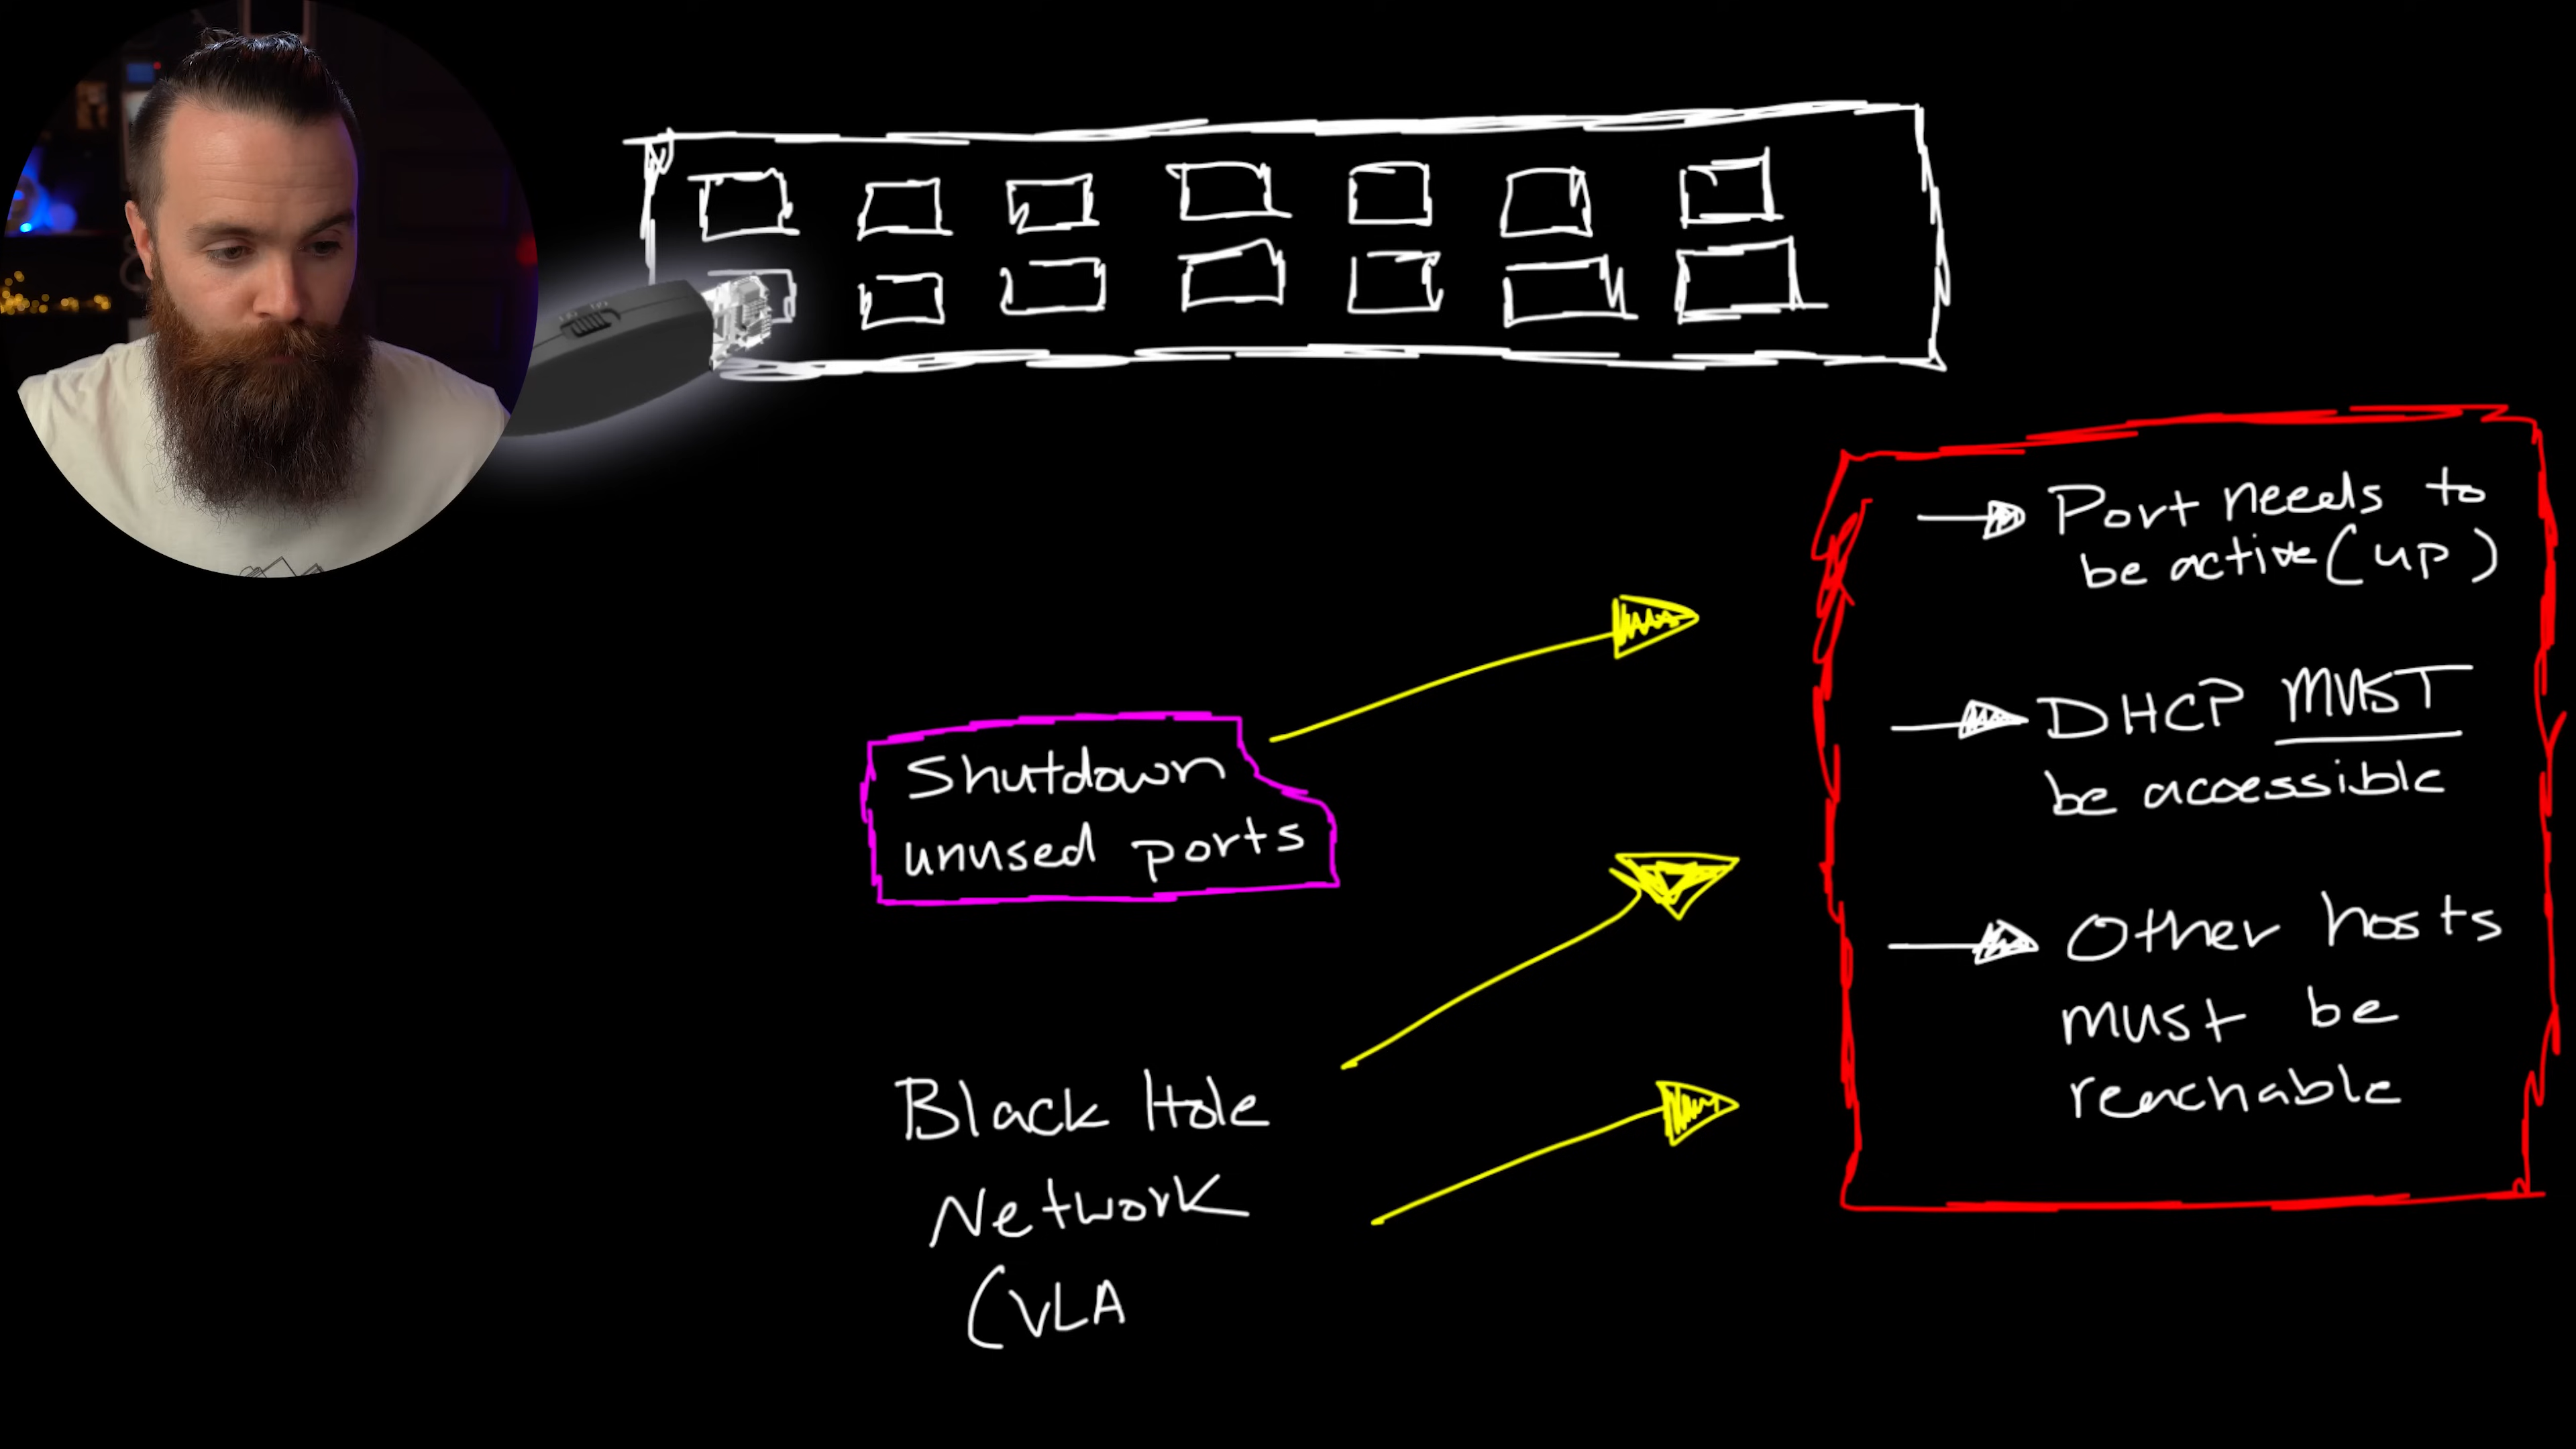 Port needs to
be active (up)
DHCP MUST
be accessible
Other hosts
must be
reachable
Shutdown
unused ports
Black Hole
Network
(VLA